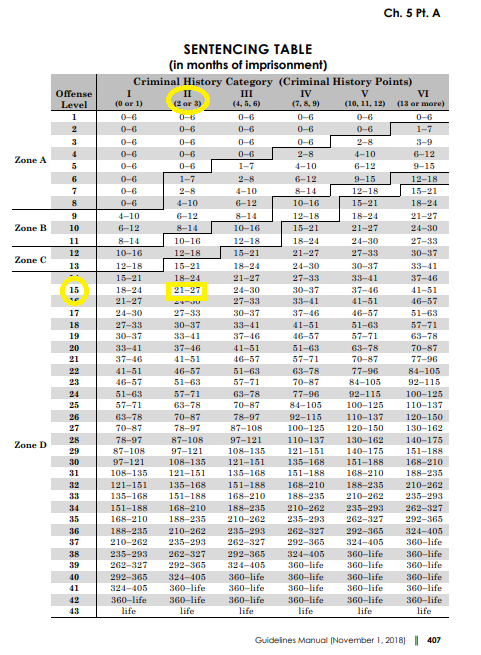 Ch. 5 Pt. A
SENTENCING TABLE
(in months of imprisonment)
Criminal History Category (Criminal History Points)
Offense I II III IV V VI
Level (0 or 1) (2 or 3) (4, 5, 6) (7, 8, 9) (10, 11, 12) (13 or more)
1 0–6 0–6 0–6 0–6 0–6 0–6
2 0–6 0–6 0–6 0–6 0–6 1–7
3 0–6 0–6 0–6 0–6 2–8 3–9
Zone A
4 0–6 0–6 0–6 2–8 4–10 6–12
5 0–6 0–6 1–7 4–10 6–12 9–15
6 0–6 1–7 2–8 6–12 9–15 12–18
7 0–6 2–8 4–10 8–14 12–18 15–21
8 0–6 4–10 6–12 10–16 15–21 18–24
9 4–10 6–12 8–14 12–18 18–24 21–27
Zone B 10 6–12 8–14 10–16 15–21 21–27 24–30
11 8–14 10–16 12–18 18–24 24–30 27–33
12 10–16 12–18 15–21 21–27 27–33 30–37
Zone C
13 12–18 15–21 18–24 24–30 30–37 33–41
15–21 18–24 21–27 27–33 33–41 37–46
15 18–24 21–27 24–30 30–37 37–46 41–51
16 21–27 24–30 27–33 33–41 41–51 46–57
17 24–30 27–33 30–37 37–46 46–57 51–63
18 27–33 30–37 33–41 41–51 51–63 57–71
19 30–37 33–41 37–46 46–57 57–71 63–78
20 33–41 37–46 41–51 51–63 63–78 70–87
21 37–46 41–51 46–57 57–71 70–87 77–96
22 41–51 46–57 51–63 63–78 77–96 84–105
23 46–57 51–63 57–71 70–87 84–105 92–115
24 51–63 57–71 63–78 77–96 92–115 100–125
25 57–71 63–78 70–87 84–105 100–125 110–137
26 63–78 70–87 78–97 92–115 110–137 120–150
27 70–87 78–97 87–108 100–125 120–150 130–162
Zone D 28 78–97 87–108 97–121 110–137 130–162 140–175
29 87–108 97–121 108–135 121–151 140–175 151–188
30 97–121 108–135 121–151 135–168 151–188 168–210
31 108–135 121–151 135–168 151–188 168–210 188–235
32 121–151 135–168 151–188 168–210 188–235 210–262
33 135–168 151–188 168–210 188–235 210–262 235–293
34 151–188 168–210 188–235 210–262 235–293 262–327
35 168–210 188–235 210–262 235–293 262–327 292–365
36 188–235 210–262 235–293 262–327 292–365 324–405
37 210–262 235–293 262–327 292–365 324–405 360–life
38 235–293 262–327 292–365 324–405 360–life 360–life
39 262–327 292–365 324–405 360–life 360–life 360–life
40 292–365 324–405 360–life 360–life 360–life 360–life
41 324–405 360–life 360–life 360–life 360–life 360–life
42 360–life 360–life 360–life 360–life 360–life 360–life
43 life life life life life life
Guidelines Manual (November 1, 2018) || 407